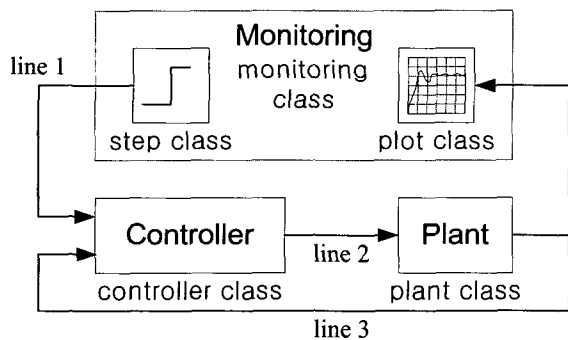 Monitoring
line 1
monitoring
class
step class
plot class
Controller
Plant
line 2
controller class
plant class
line 3